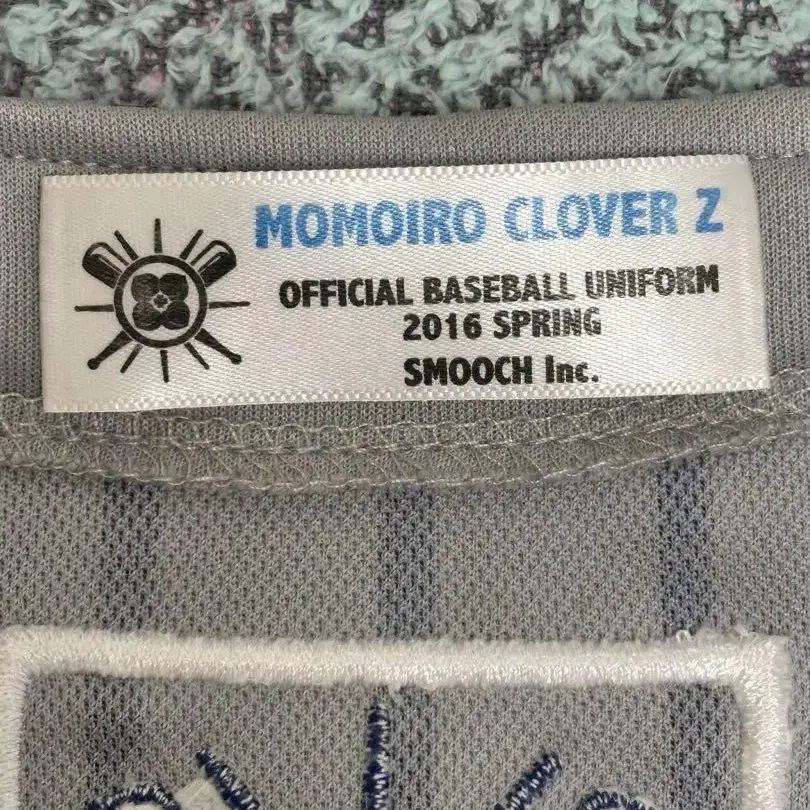 MOMOIRO CLOVER Z
OFFICIAL BASEBALL UNIFORM
2016 SPRING
SMOOCH Inc.